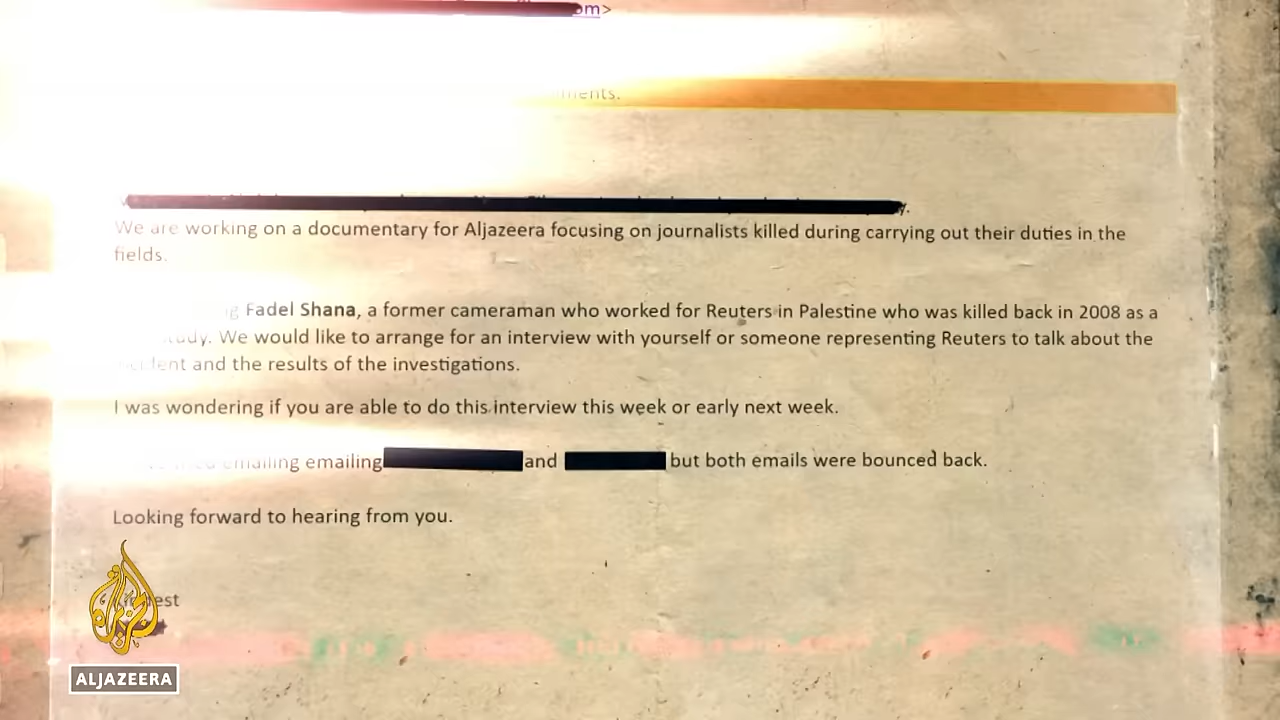 om>
We are working on a documentary for Aljazeera focusing on journalists killed during carrying out their duties in the
fields.
Fadel Shana, a former cameraman who worked for Reuters in Palestine who was killed back in 2008 as a
We would like to arrange for an interview with yourself or someone representing Reuters to talk about the
and the results of the investigations.
I was wondering if you are able to do this interview this week or early next week.
emailing emailing and but both emails were bounced back.
Looking forward to hearing from you.
الجزيرة
ALJAZEERA